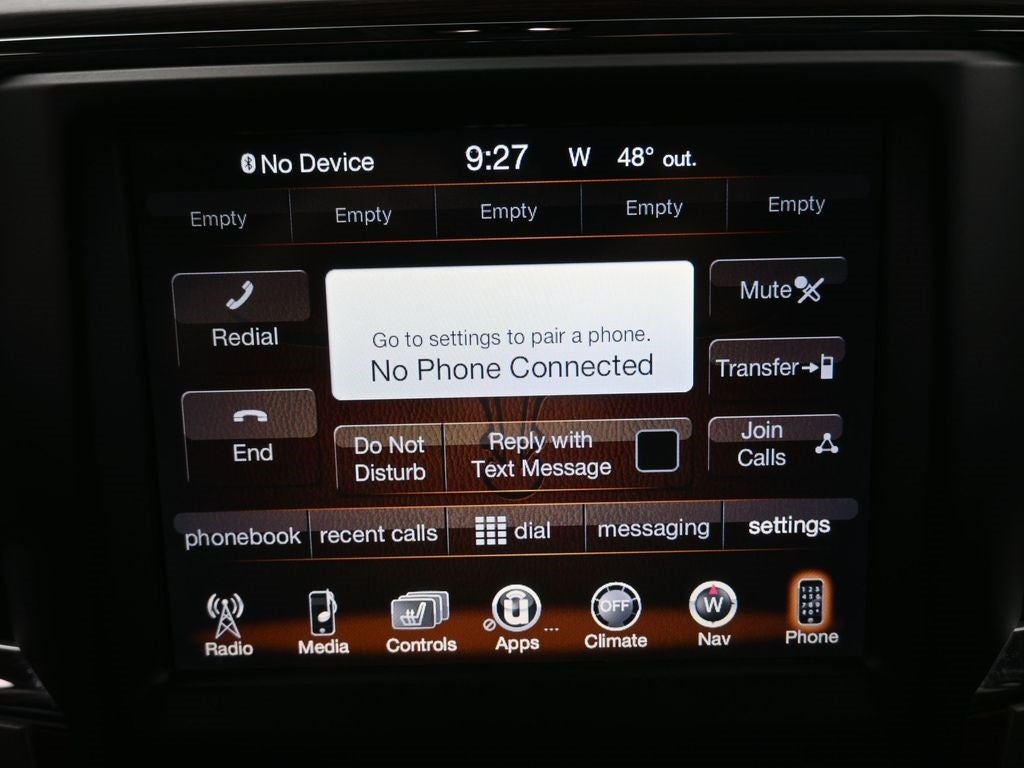 No Device
9:27
W
48° out.
Empty
Empty
Empty
Empty
Empty
Redial
Go to settings to pair a phone.
No Phone Connected
Mute
Transfer
End
Do Not
Disturb
Reply with
Text Message
Join
Calls
phonebook
recent calls
dial
messaging
settings
OFF
W
Radio
Media
Controls
Apps
...
Climate
Nav
Phone